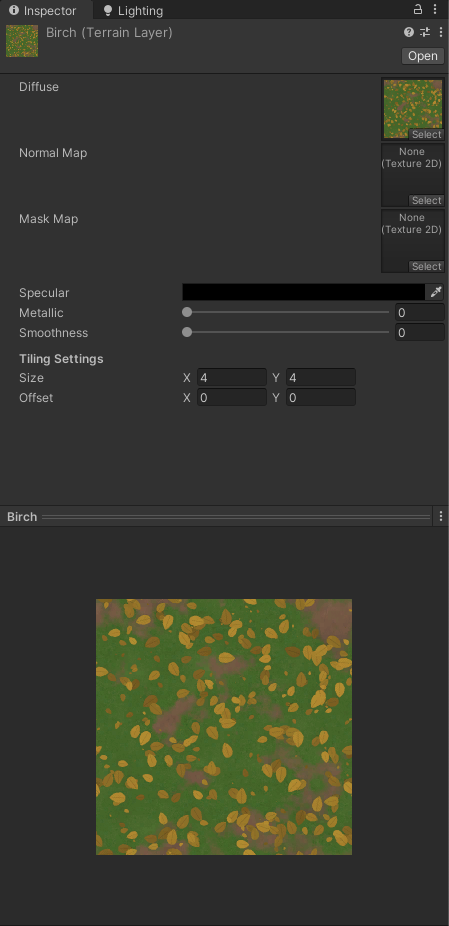 Inspector Lighting
Birch (Terrain Layer)
Open
Diffuse
Select
Normal Map None
(Texture 2D)
Select
Mask Map None
(Texture 2D)
Select
Specular
Metallic 0
Smoothness 0
Tiling Settings
Size X 4 Y 4
Offset X 0 Y 0
Birch